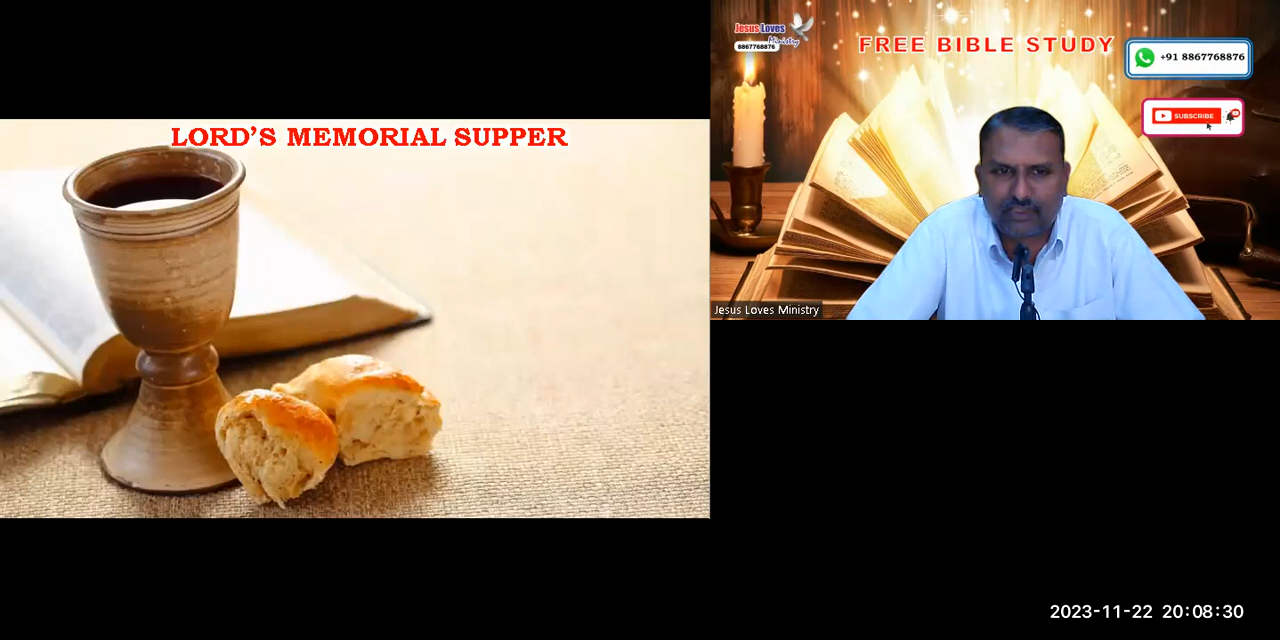 LORD'S MEMORIAL SUPPER
Jesus Loves
Ministry
8867768876
FREE BIBLE STUDY
+91 8867768876
SUBSCRIBE
Jesus Loves Ministry
2023-11-22 20:08:30